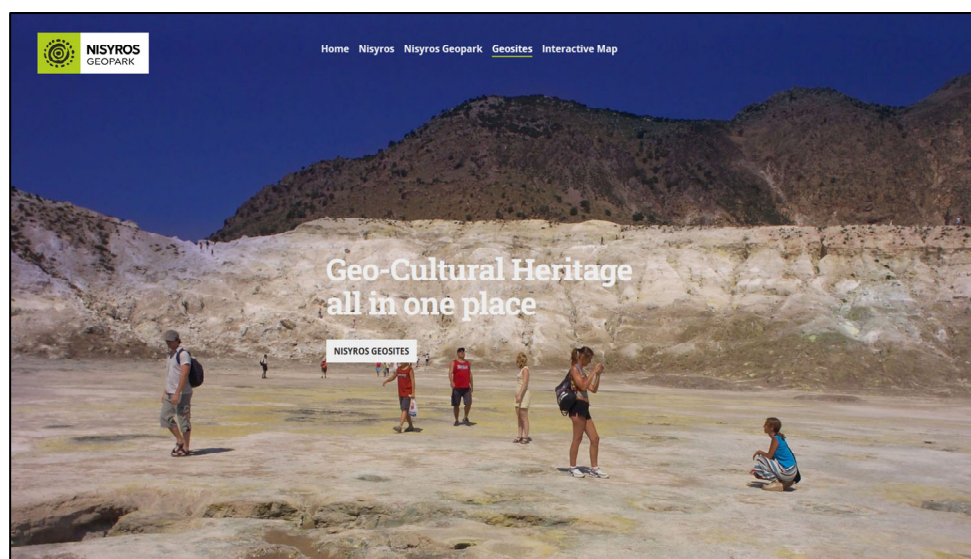 NISYROS
GEOPARK
Home Nisyros Nisyros Geopark Geosites Interactive Map
Geo-Cultural Heritage
all in one place
NISYROS GEOSITES